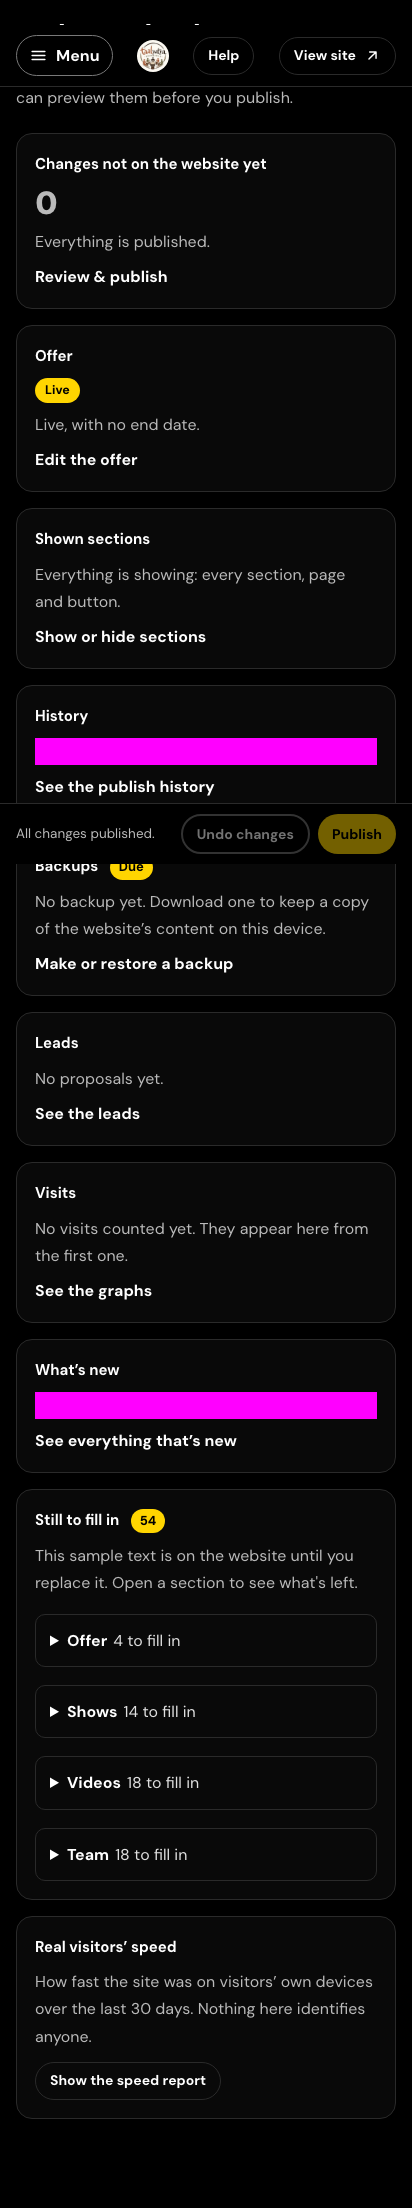 Menu
Help
View site
can preview them before you publish.
Changes not on the website yet
0
Everything is published.
Review & publish
Offer
Live
Live, with no end date.
Edit the offer
Shown sections
Everything is showing: every section, page
and button.
Show or hide sections
History
See the publish history
All changes published.
Undo changes
Publish
Backups
Due
No backup yet. Download one to keep a copy
of the website’s content on this device.
Make or restore a backup
Leads
No proposals yet.
See the leads
Visits
No visits counted yet. They appear here from
the first one.
See the graphs
What’s new
See everything that’s new
Still to fill in 54
This sample text is on the website until you
replace it. Open a section to see what's left.
Offer 4 to fill in
Shows 14 to fill in
Videos 18 to fill in
Team 18 to fill in
Real visitors’ speed
How fast the site was on visitors’ own devices
over the last 30 days. Nothing here identifies
anyone.
Show the speed report